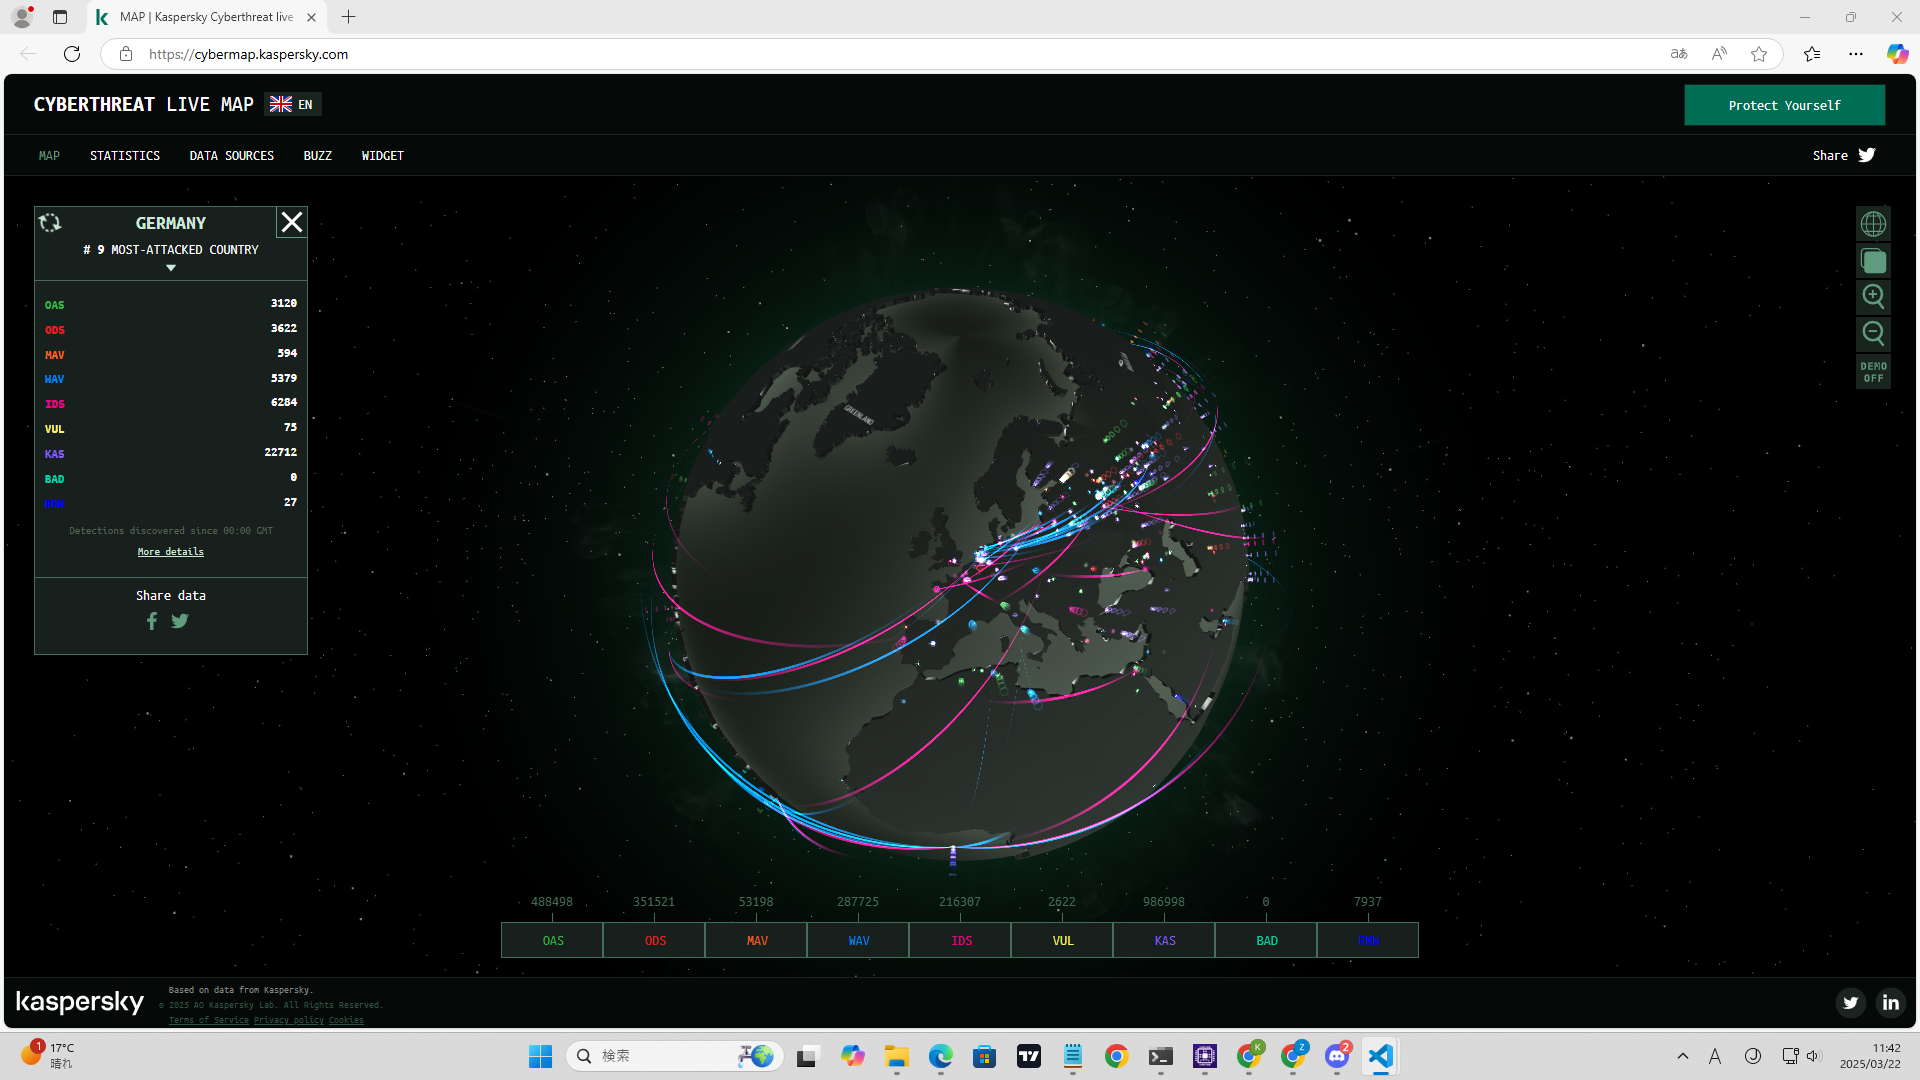 MAP | Kaspersky Cyberthreat live
https://cybermap.kaspersky.com
CYBERTHREAT LIVE MAP EN
Protect Yourself
MAP STATISTICS DATA SOURCES BUZZ WIDGET
Share
GERMANY
# 9 MOST-ATTACKED COUNTRY
OAS 3120
ODS 3622
MAV 594
WAV 5379
IDS 6284
VUL 75
KAS 22712
BAD 0
RMW 27
Detections discovered since 00:00 GMT
More details
Share data
DEMO
OFF
GREENLAND
488498 351521 53198 287725 216307 2622 986998 0 7937
OAS ODS MAV WAV IDS VUL KAS BAD RMW
kaspersky
Based on data from Kaspersky.
© 2025 AO Kaspersky Lab. All Rights Reserved.
Terms of Service Privacy policy Cookies
1
17°C
晴れ
検索
K
Z
2
A
11:42
2025/03/22